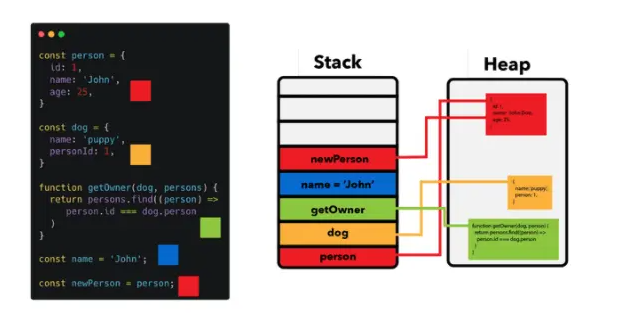 const person = {
id: 1,
name: 'John',
age: 25,
}
const dog = {
name: 'puppy',
personId: 1,
}
function getOwner(dog, persons) {
return persons.find((person) =>
person.id === dog.person
)
}
const name = 'John';
const newPerson = person;
Stack
newPerson
name = 'John'
getOwner
dog
person
Heap
{
id: 1,
name: 'John Doe',
age: 25,
}
{
name: 'puppy',
person: 1,
}
function getOwner(dog, persons) {
return persons.find((person) =>
person.id === dog.person
)
}